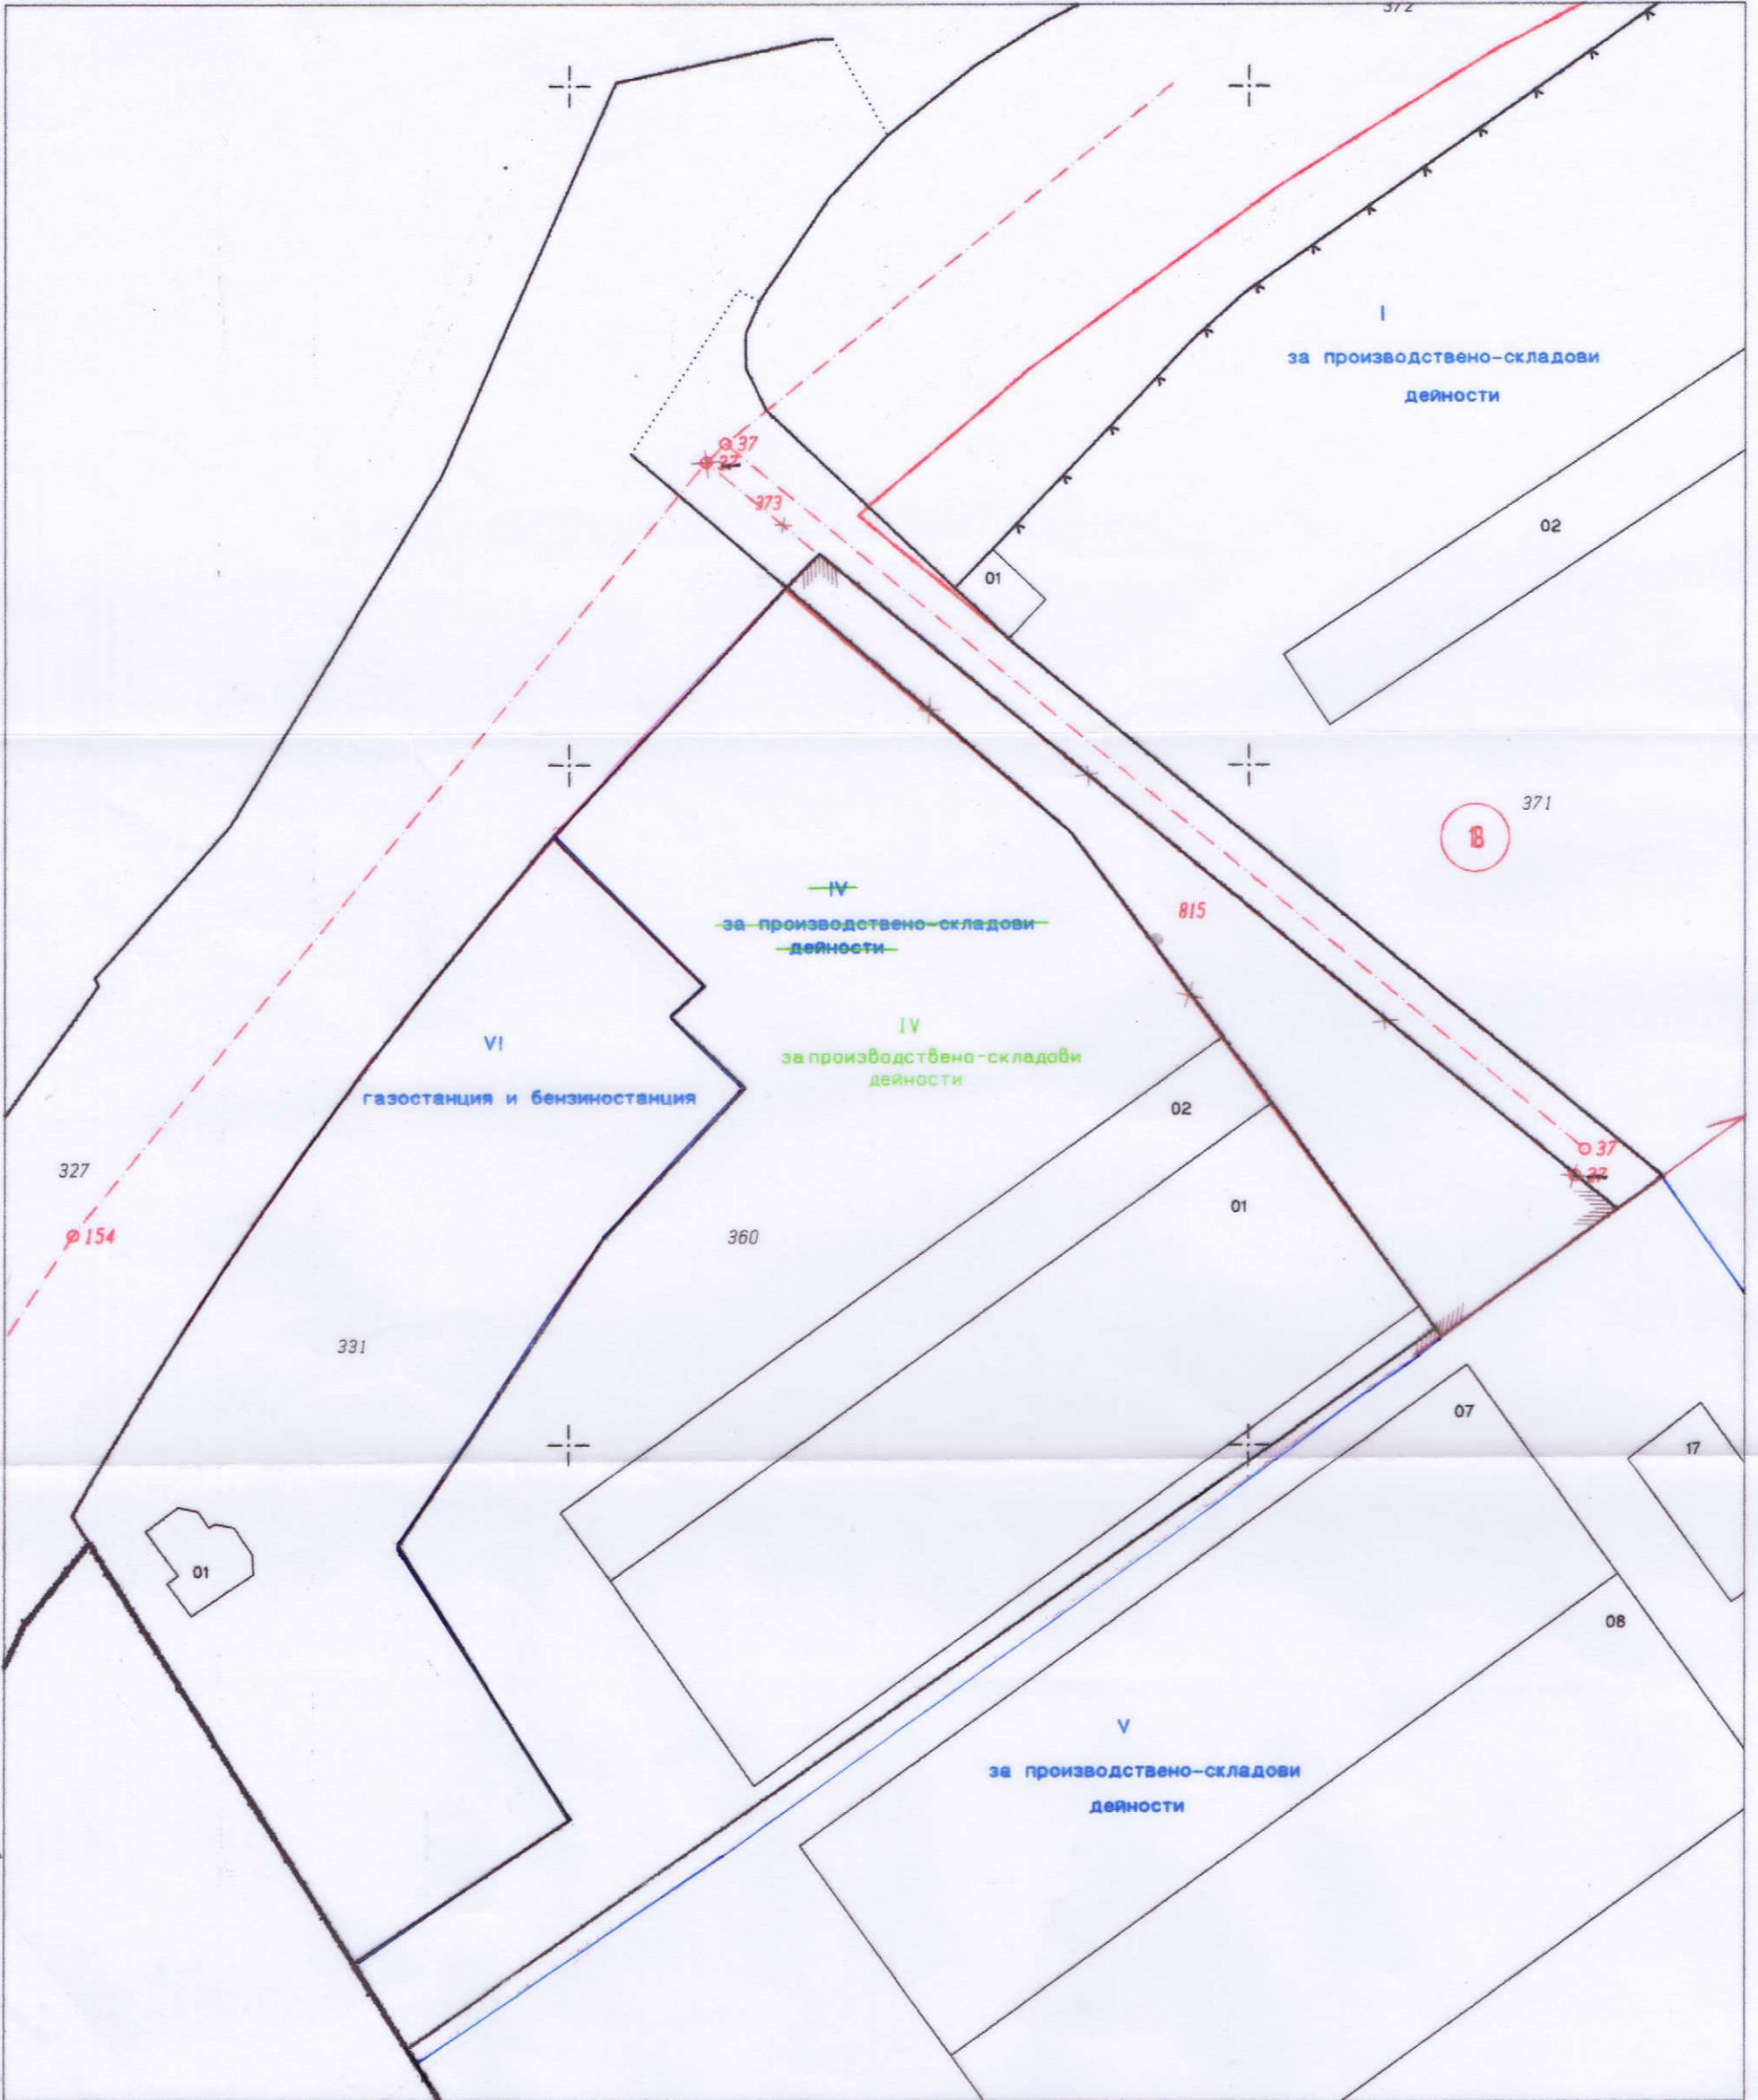 372
I
за производствено-складови
дейности
37
37
373
02
01
371
IV
за производствено-складови
дейности
815
IV
за производствено-складови
дейности
VI
газостанция и бензиностанция
02
37
37
327
01
154
360
331
07
17
01
08
V
за производствено-складови
дейности